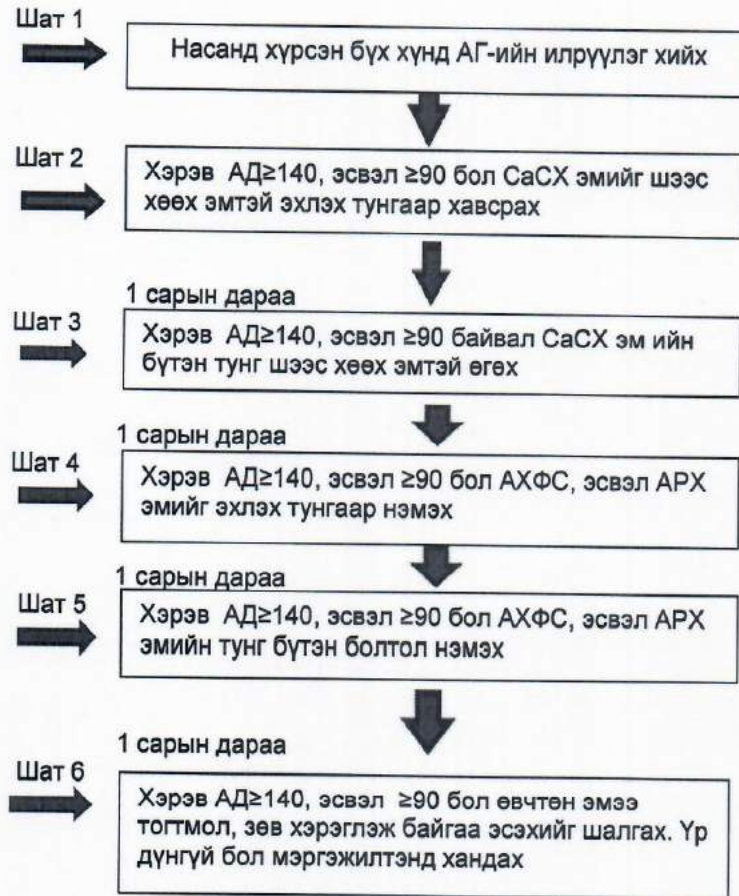 Шат 1
Насанд хүрсэн бүх хүнд АГ-ийн илрүүлэг хийх
Шат 2
Хэрэв АД≥140, эсвэл ≥90 бол СаСХ эмийг шээс
хөөх эмтэй эхлэх тунгаар хавсрах
1 сарын дараа
Шат 3
Хэрэв АД≥140, эсвэл ≥90 байвал СаСХ эм ийн
бүтэн тунг шээс хөөх эмтэй өгөх
1 сарын дараа
Шат 4
Хэрэв АД≥140, эсвэл ≥90 бол АХФС, эсвэл АРХ
эмийг эхлэх тунгаар нэмэх
1 сарын дараа
Шат 5
Хэрэв АД≥140, эсвэл ≥90 бол АХФС, эсвэл АРХ
эмийн тунг бүтэн болтол нэмэх
1 сарын дараа
Шат 6
Хэрэв АД≥140, эсвэл ≥90 бол өвчтөн эмээ
тогтмол, зөв хэрэглэж байгаа эсэхийг шалгах. Үр
дүнгүй бол мэргэжилтэнд хандах